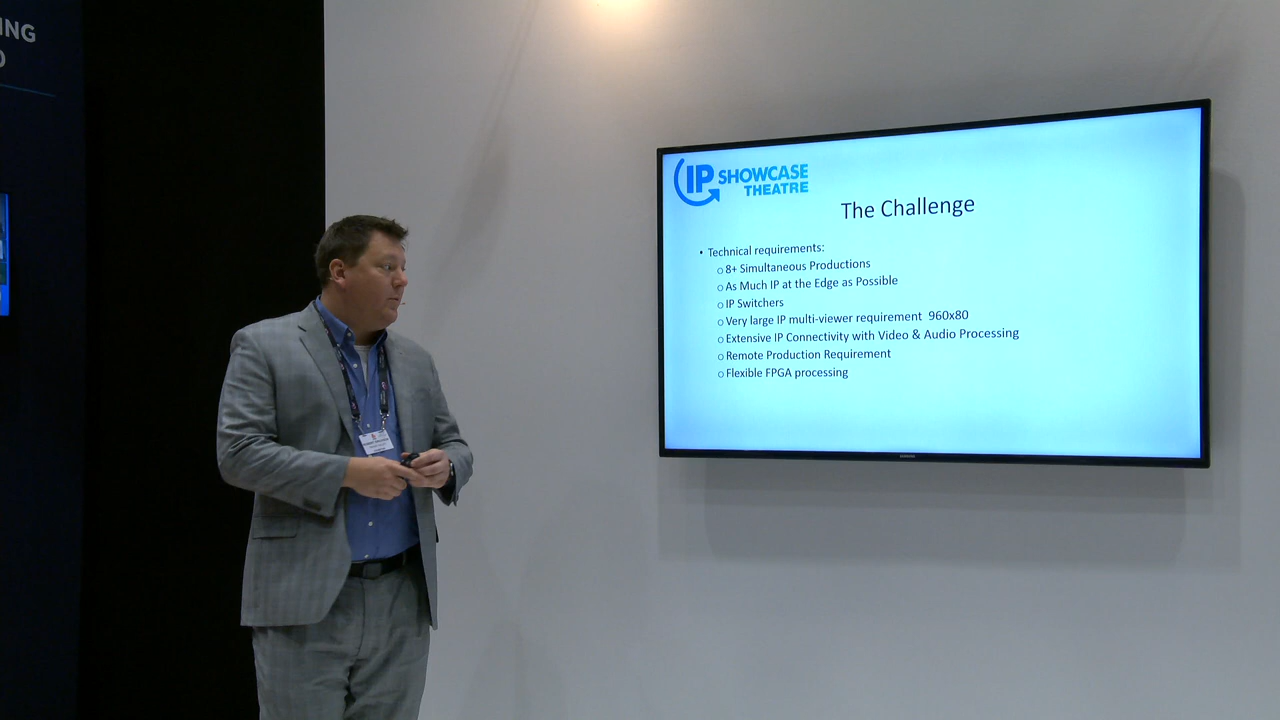 ING
IP SHOWCASE
THEATRE
The Challenge
• Technical requirements:
o 8+ Simultaneous Productions
o As Much IP at the Edge as Possible
o IP Switchers
o Very large IP multi-viewer requirement 960x80
o Extensive IP Connectivity with Video & Audio Processing
o Remote Production Requirement
o Flexible FPGA processing
SAMSUNG